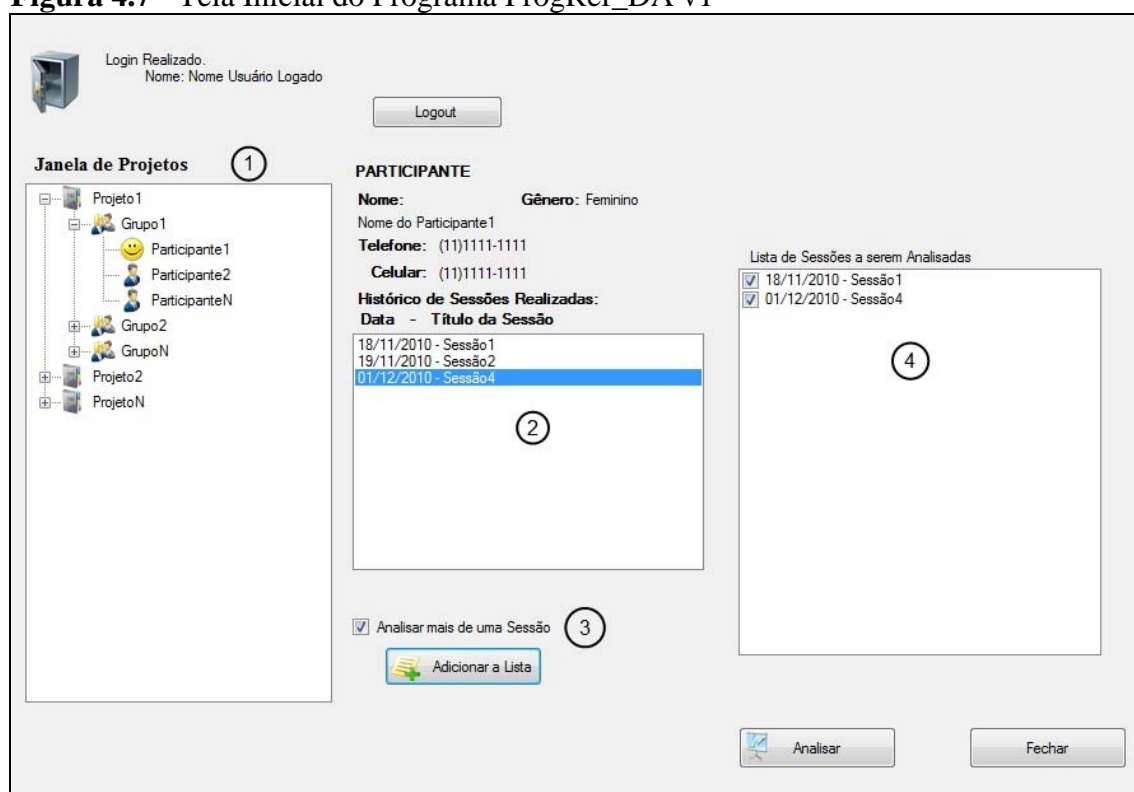 Figura 4.7 - Tela Inicial do Programa ProgRef_DA v1
Login Realizado.
Nome: Nome Usuário Logado
Logout
Janela de Projetos
1
Projeto1
Grupo1
Participante1
Participante2
ParticipanteN
Grupo2
GrupoN
Projeto2
ProjetoN
PARTICIPANTE
Nome: Gênero: Feminino
Nome do Participante1
Telefone: (11)1111-1111
Celular: (11)1111-1111
Histórico de Sessões Realizadas:
Data - Título da Sessão
18/11/2010 - Sessão1
19/11/2010 - Sessão2
01/12/2010 - Sessão4
2
Analisar mais de uma Sessão
3
Adicionar a Lista
Lista de Sessões a serem Analisadas
18/11/2010 - Sessão1
01/12/2010 - Sessão4
4
Analisar
Fechar